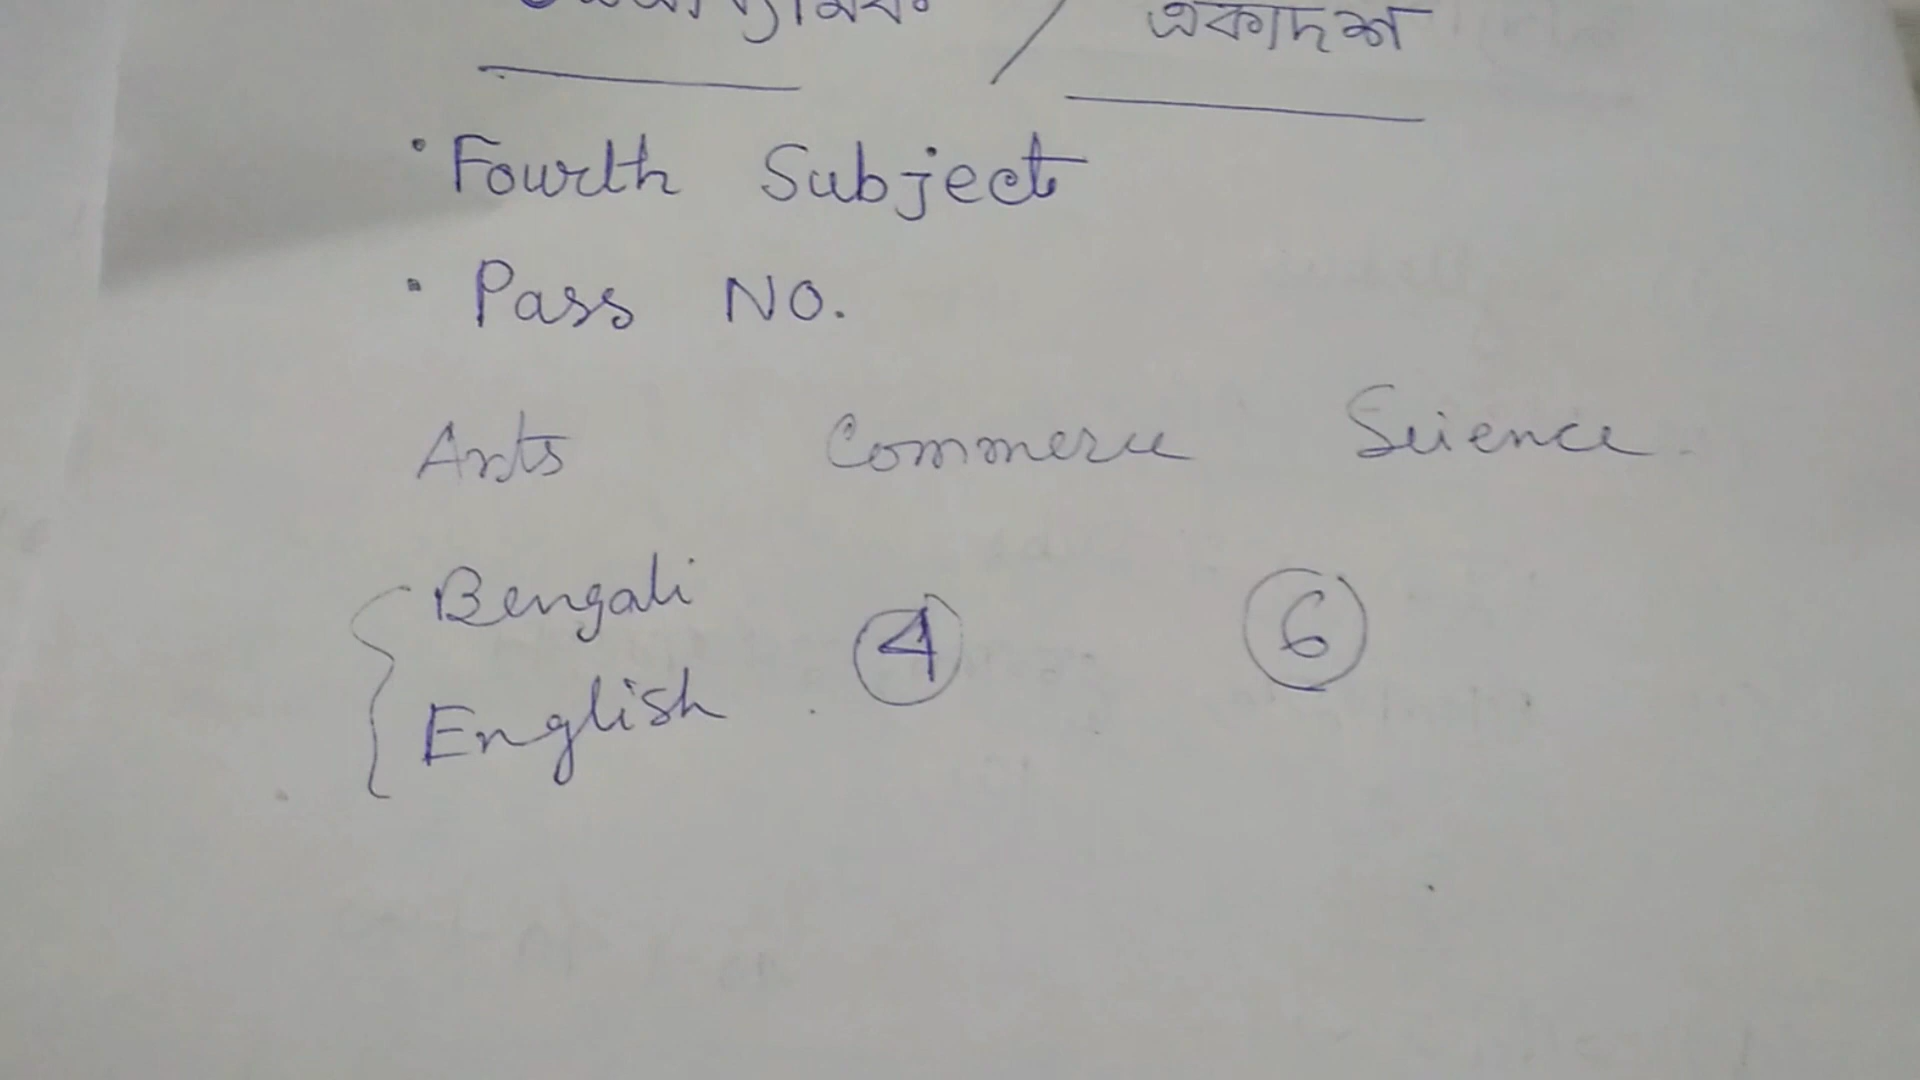 / একাদশ
• Fourth Subject
• Pass No.
Arts Commerce Science
Bengali
English
④ ⑥